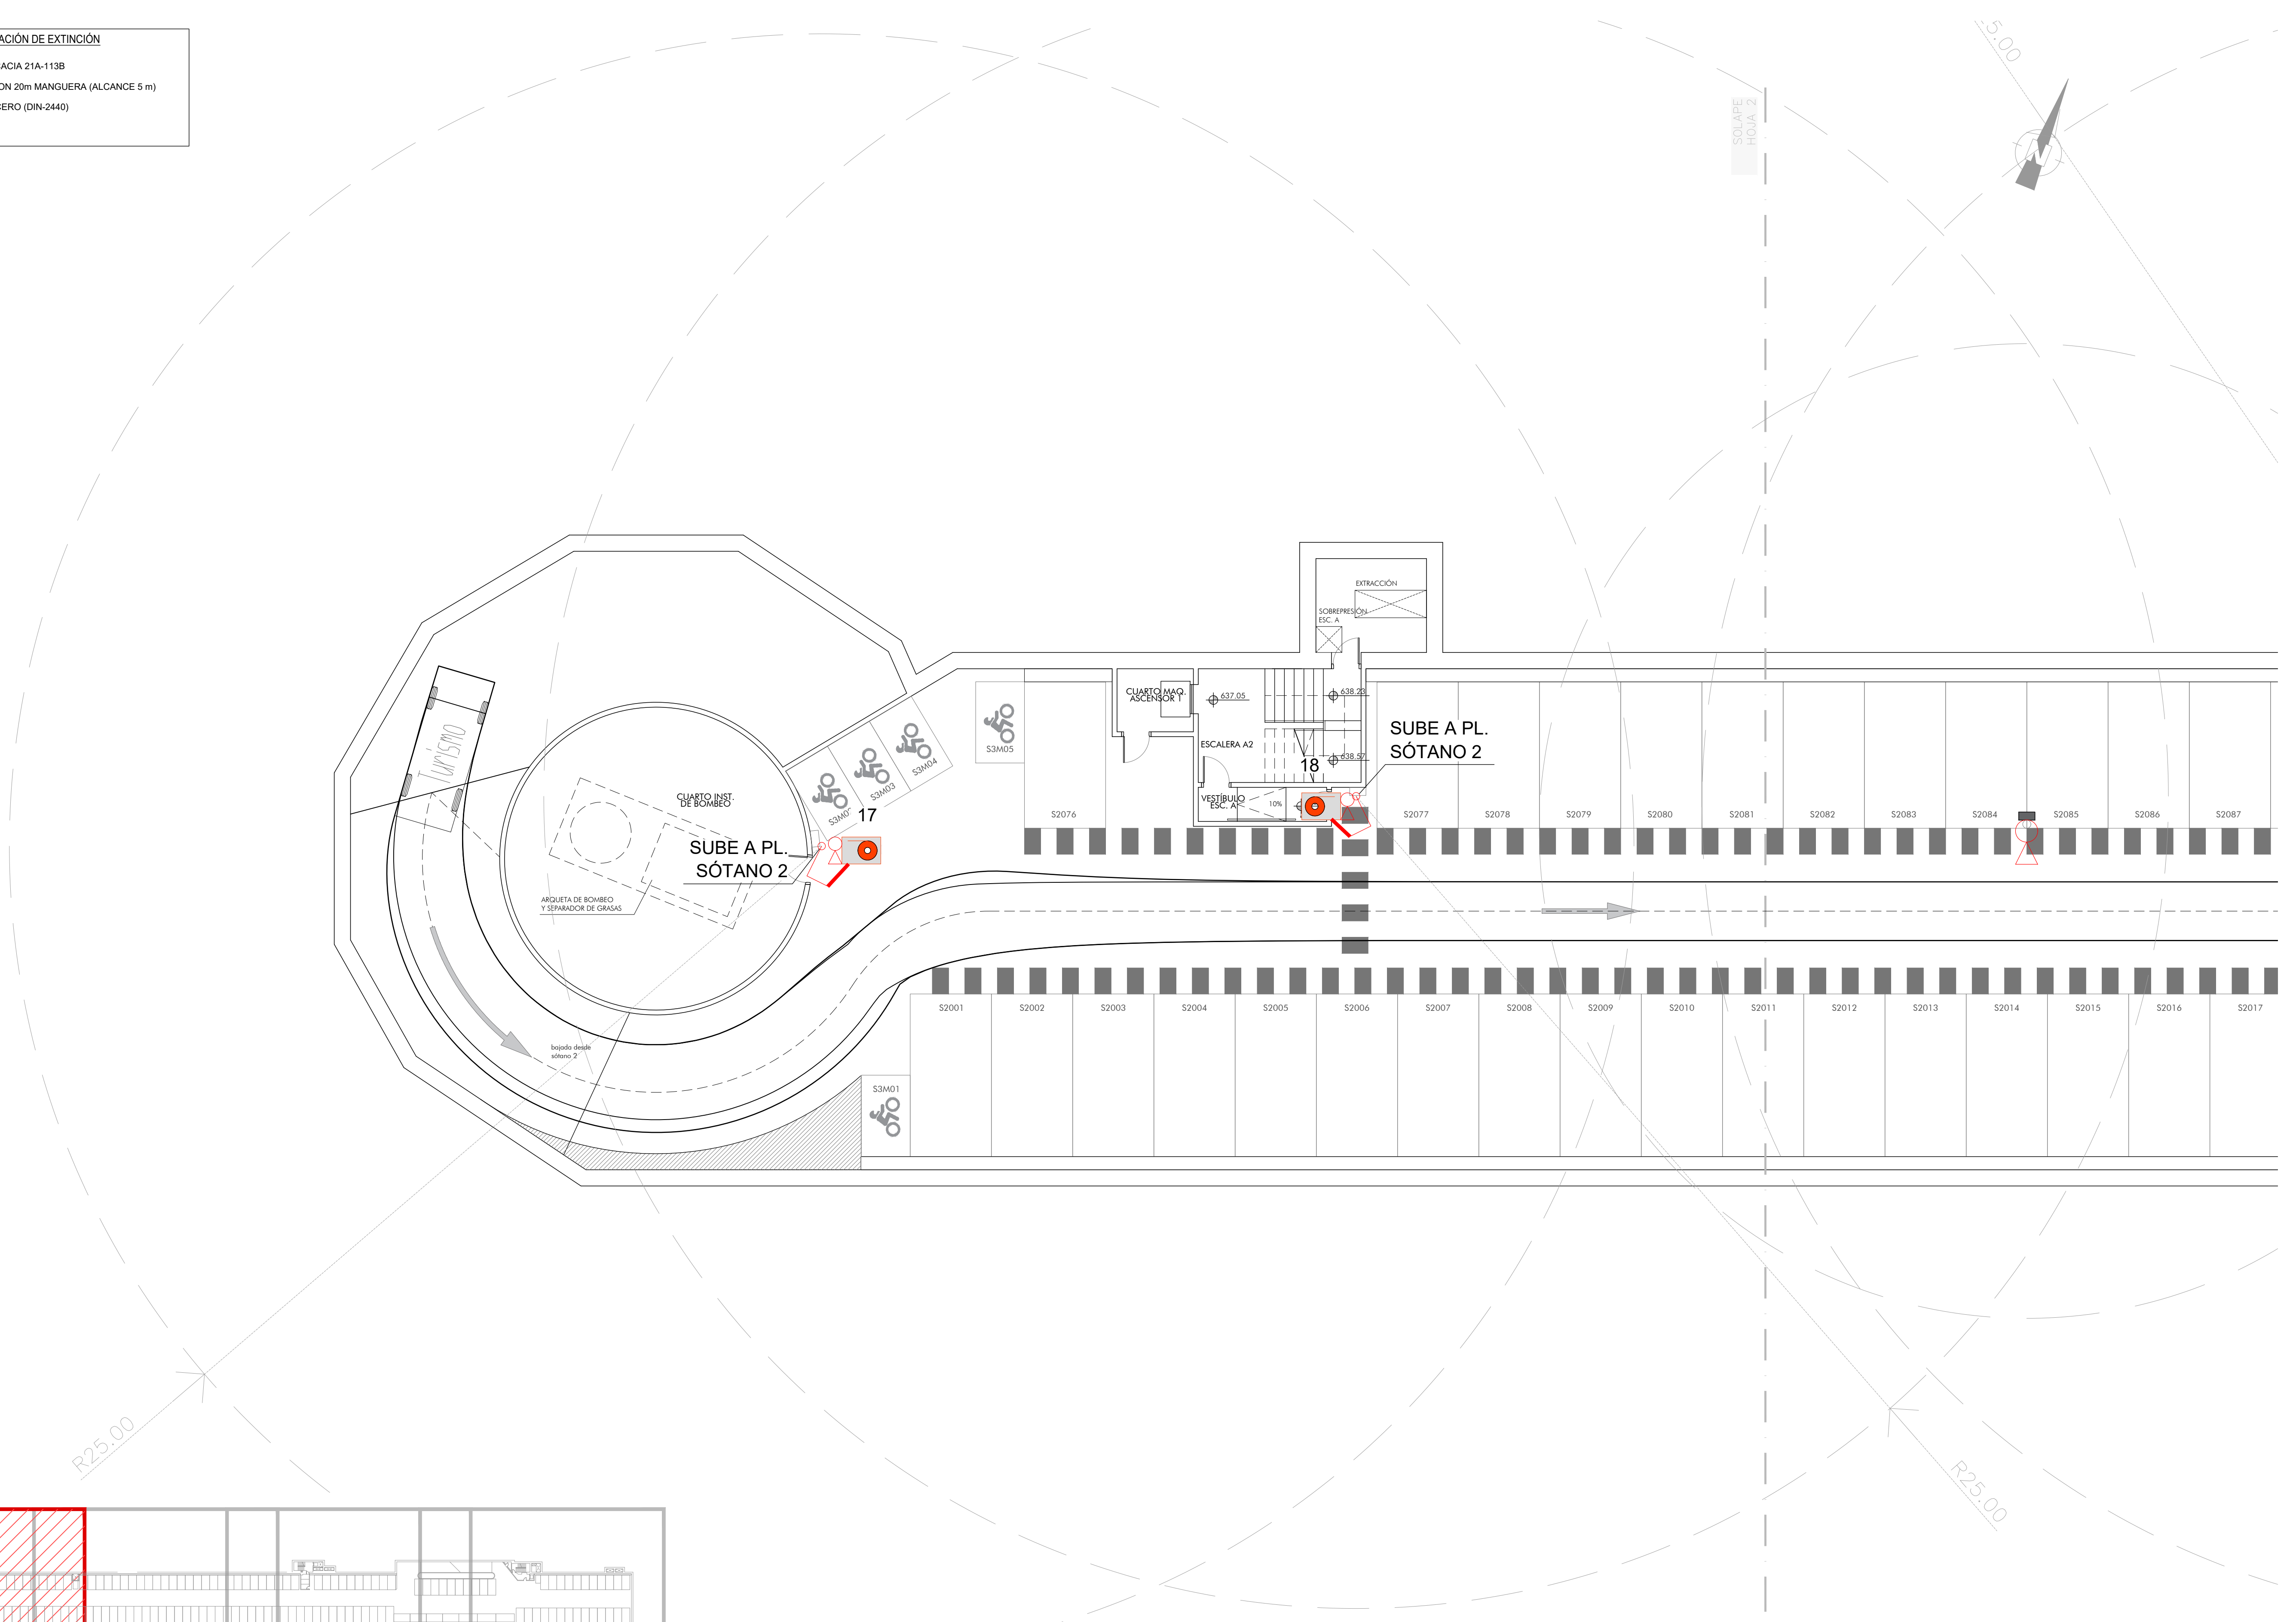 ACIÓN DE EXTINCIÓN
ACIA 21A-113B
ON 20m MANGUERA (ALCANCE 5 m)
CERO (DIN-2440)
5.00
SOLAPE
HOJA 2
N
EXTRACCIÓN
SOBREPRESIÓN
ESC. A
CUARTO MAQ.
ASCENSOR 1
637.05
638.23
638.57
ESCALERA A2
18
SUBE A PL.
SÓTANO 2
VESTÍBULO
ESC. A
10%
Turismo
CUARTO INST.
DE BOMBEO
S3M03
S3M04
S3M05
17
SUBE A PL.
SÓTANO 2
ARQUETA DE BOMBEO
Y SEPARADOR DE GRASAS
bajada desde
sótano 2
S3M01
S2076
S2077
S2078
S2079
S2080
S2081
S2082
S2083
S2084
S2085
S2086
S2087
S2001
S2002
S2003
S2004
S2005
S2006
S2007
S2008
S2009
S2010
S2011
S2012
S2013
S2014
S2015
S2016
S2017
R25.00
R25.00